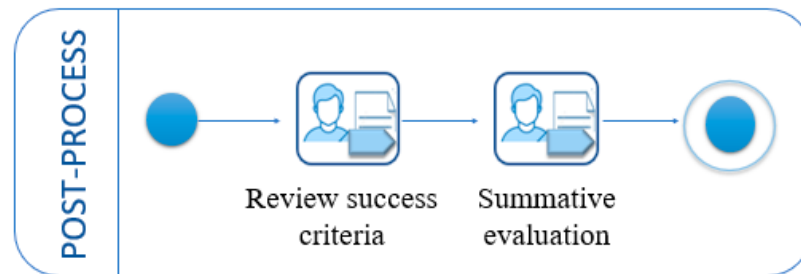 POST-PROCESS
Review success
criteria
Summative
evaluation